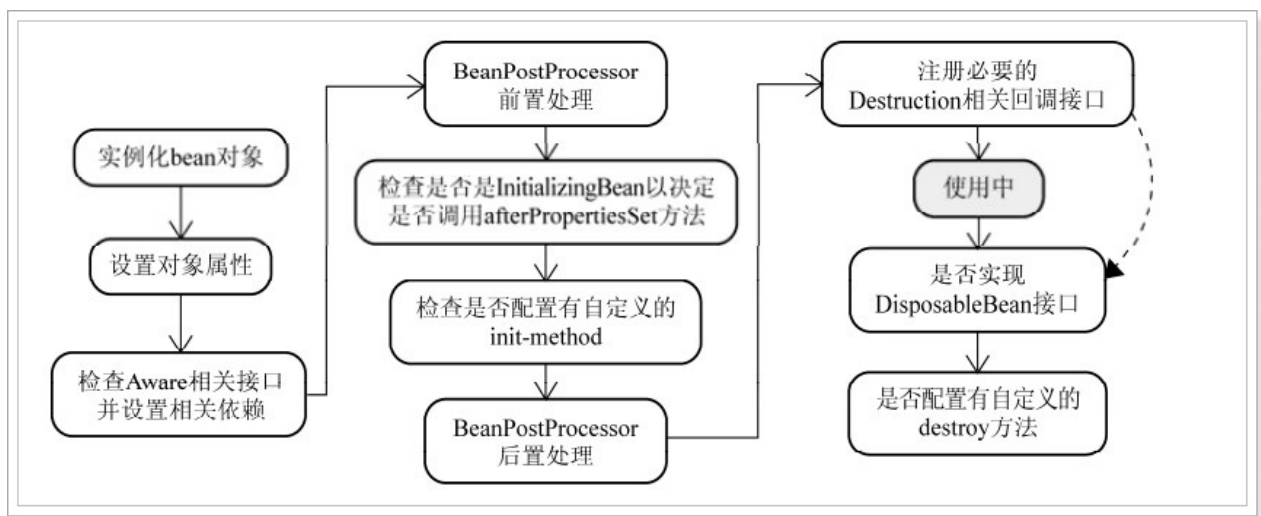 实例化bean对象
设置对象属性
检查Aware相关接口
并设置相关依赖
BeanPostProcessor
前置处理
检查是否是InitializingBean以决定
是否调用afterPropertiesSet方法
检查是否配置有自定义的
init-method
BeanPostProcessor
后置处理
注册必要的
Destruction相关回调接口
使用中
是否实现
DisposableBean接口
是否配置有自定义的
destroy方法